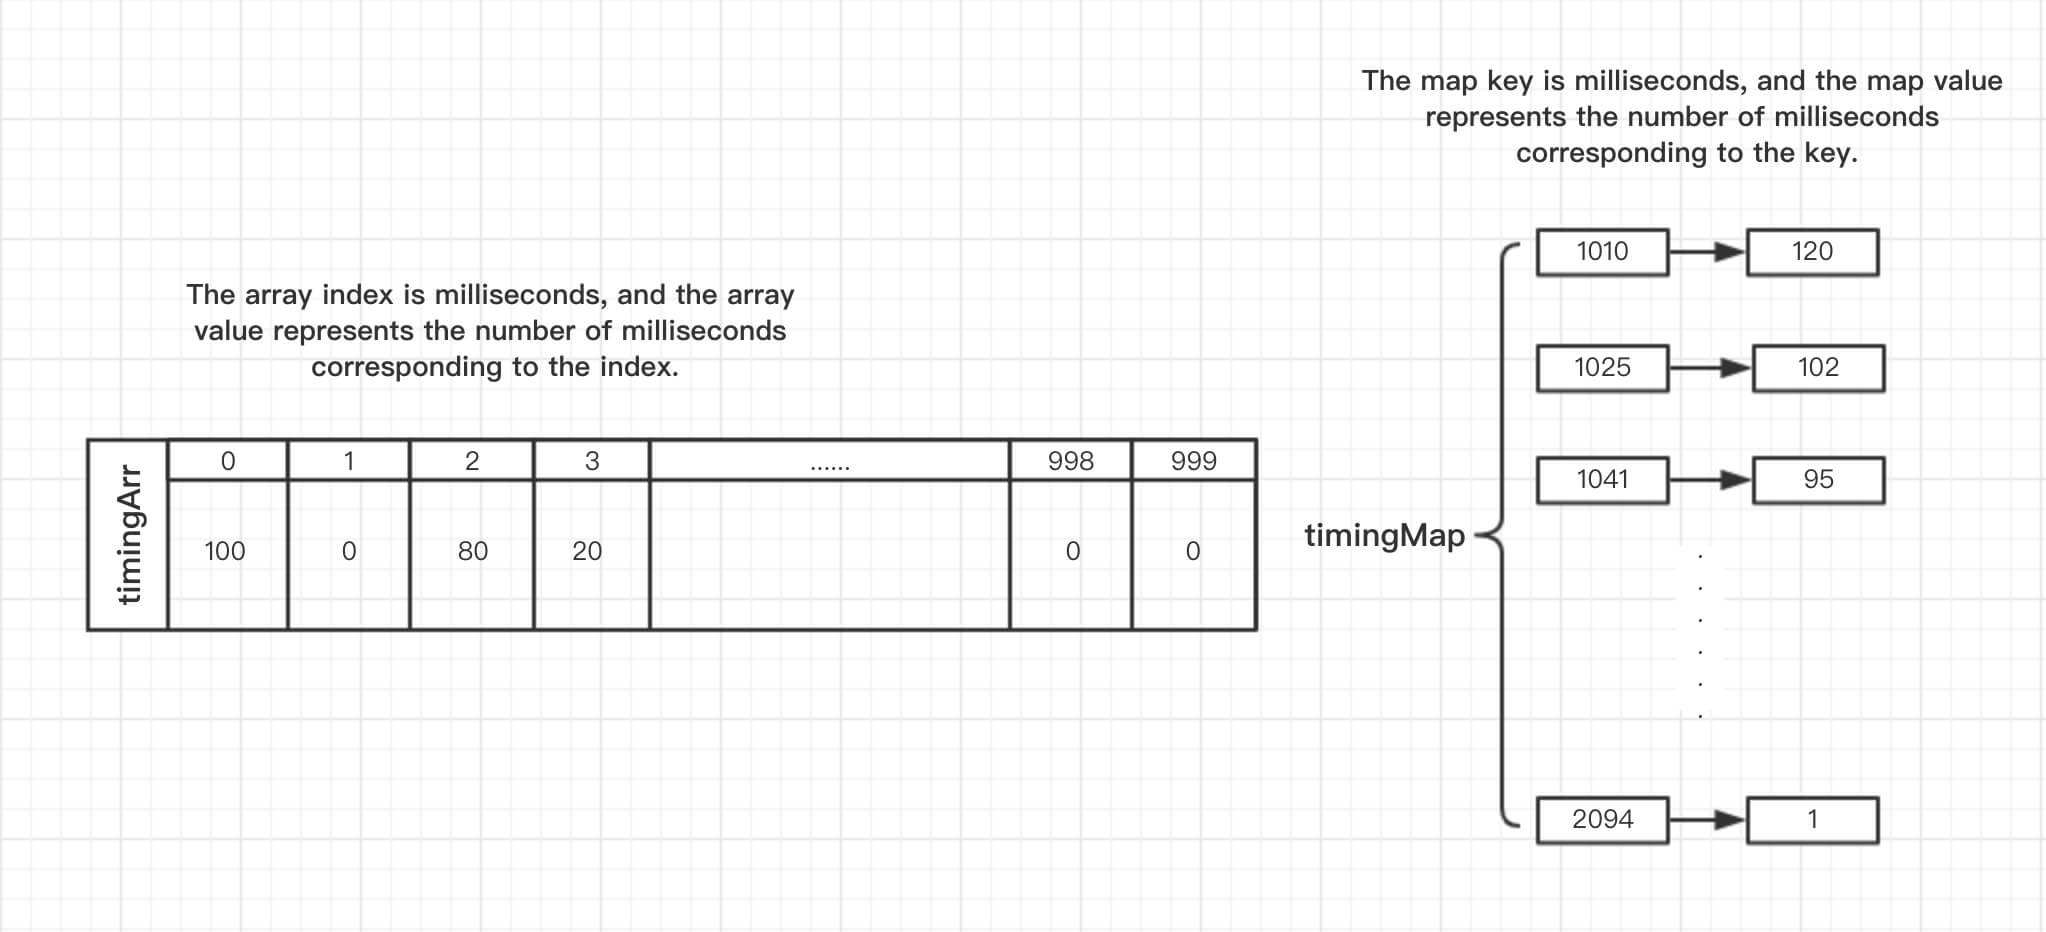 The array index is milliseconds, and the array
value represents the number of milliseconds
corresponding to the index.
timingArr
0 1 2 3 ...... 998 999
100 0 80 20 0 0
The map key is milliseconds, and the map value
represents the number of milliseconds
corresponding to the key.
timingMap
1010 120
1025 102
1041 95
.
.
.
.
.
.
2094 1